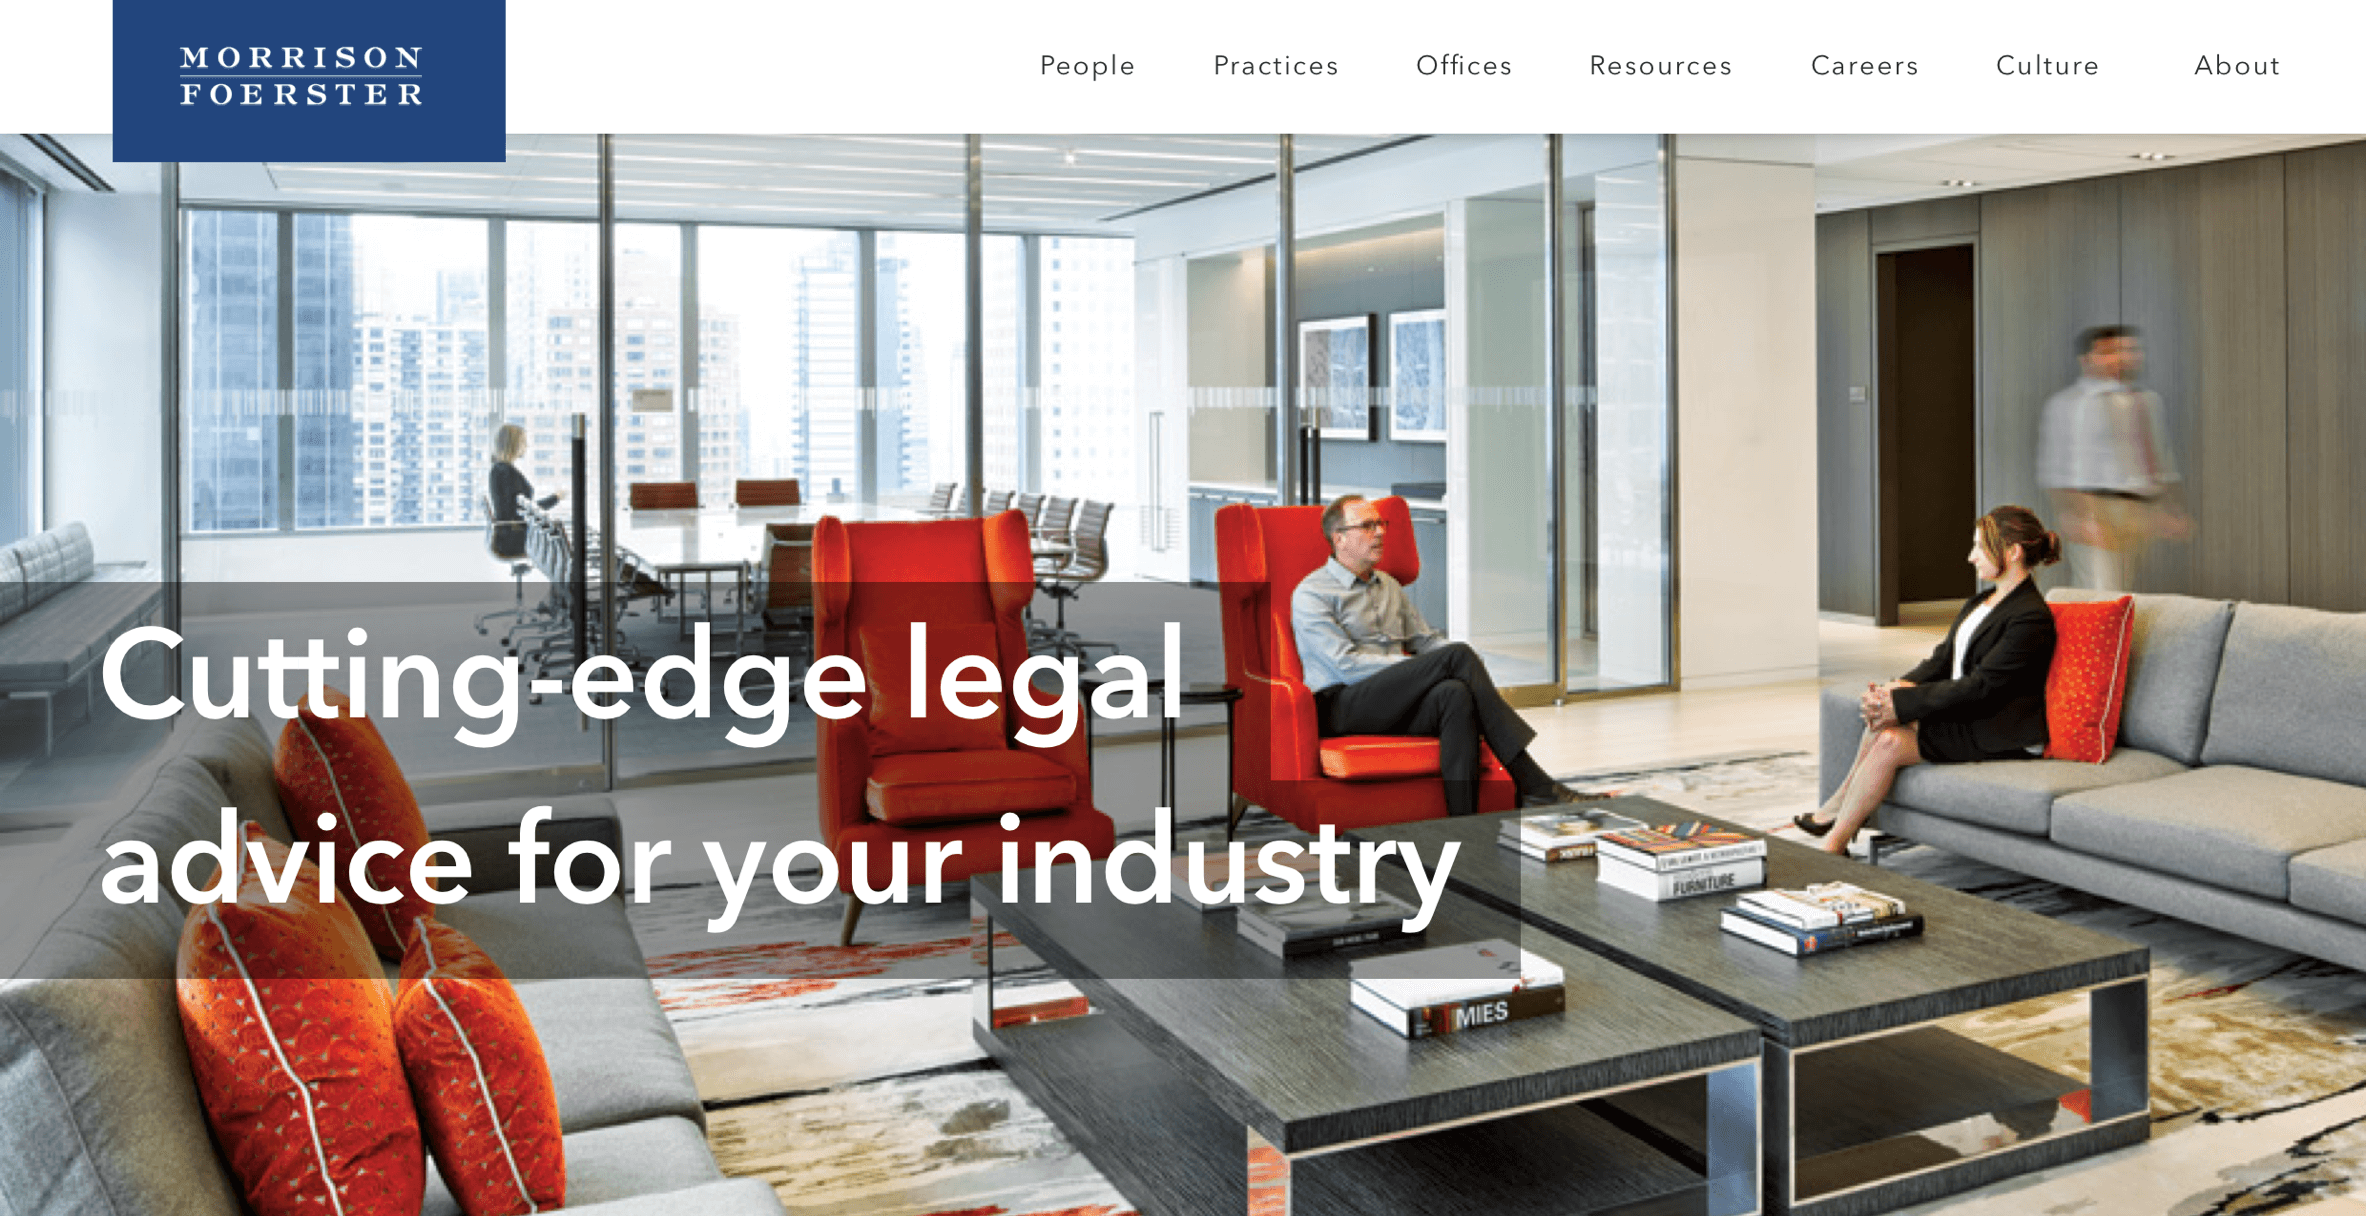 MORRISON
FOERSTER
People Practices Offices Resources Careers Culture About
Cutting-edge legal
advice for your industry
FURNITURE
MIES